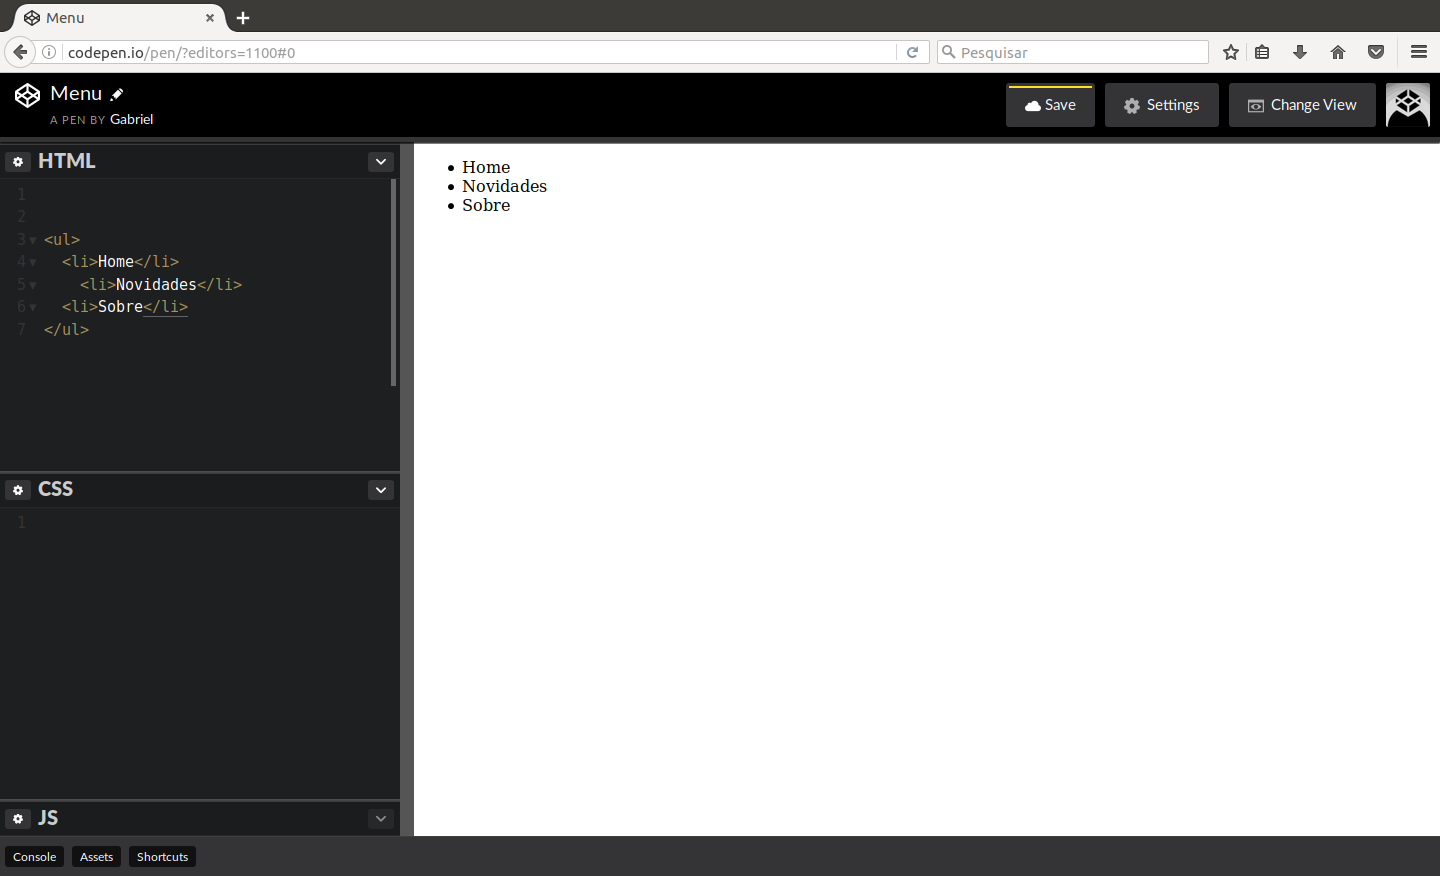 Menu
codepen.io/pen/?editors=1100#0
Pesquisar
Menu
A PEN BY Gabriel
Save
Settings
Change View
HTML
1
2
3 <ul>
4 <li>Home</li>
5 <li>Novidades</li>
6 <li>Sobre</li>
7 </ul>
CSS
1
JS
Home
Novidades
Sobre
Console
Assets
Shortcuts